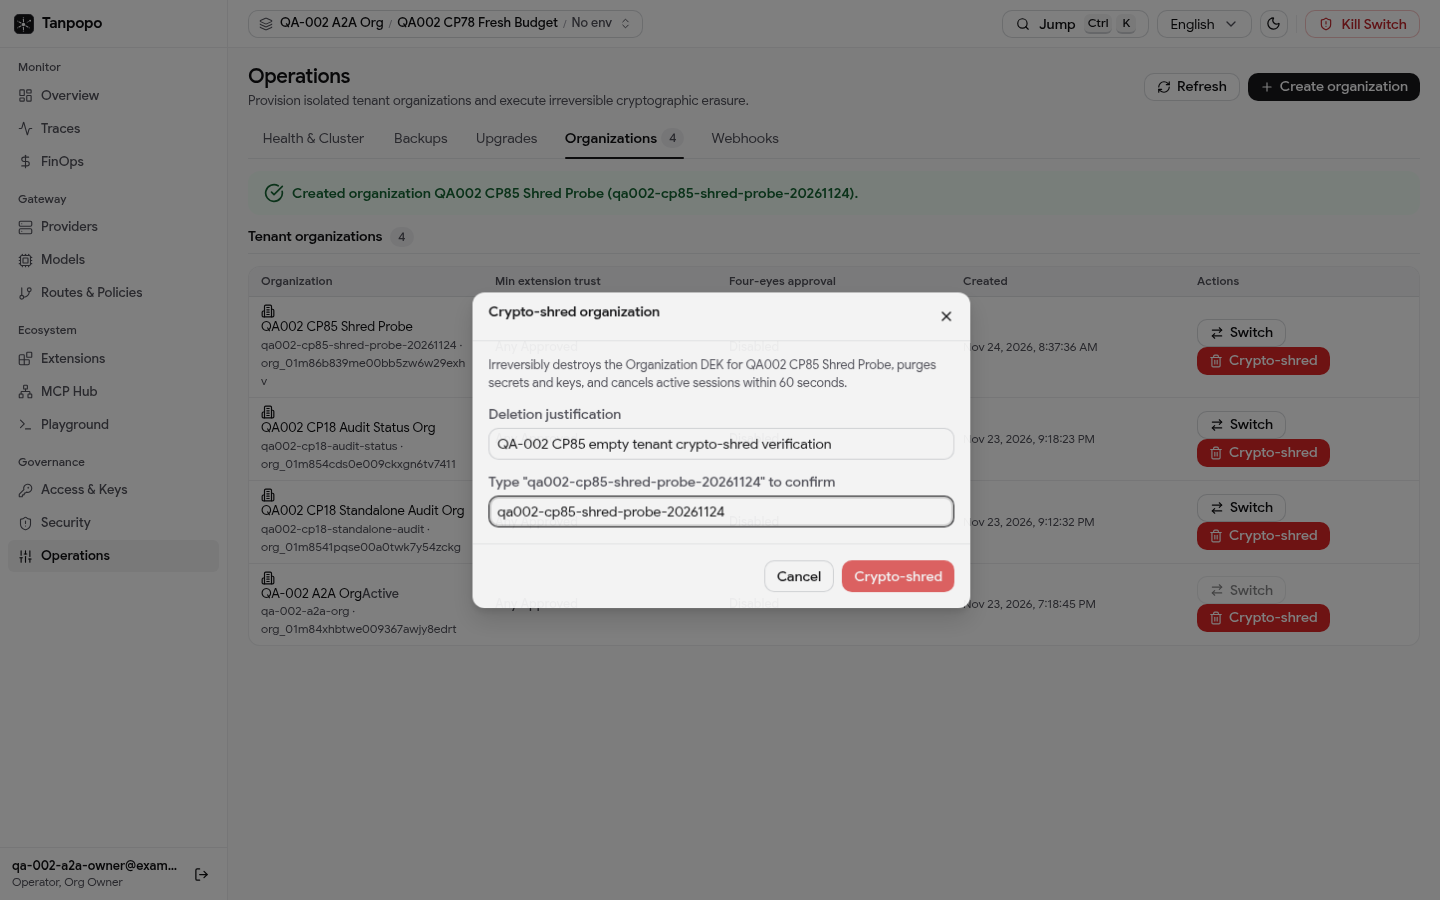 Tanpopo
QA-002 A2A Org / QA002 CP78 Fresh Budget / No env
Jump Ctrl K
English
Kill Switch
Monitor
Overview
Traces
FinOps
Gateway
Providers
Models
Routes & Policies
Ecosystem
Extensions
MCP Hub
Playground
Governance
Access & Keys
Security
Operations
qa-002-a2a-owner@exam...
Operator, Org Owner
Operations
Provision isolated tenant organizations and execute irreversible cryptographic erasure.
Refresh
Create organization
Health & Cluster
Backups
Upgrades
Organizations 4
Webhooks
Created organization QA002 CP85 Shred Probe (qa002-cp85-shred-probe-20261124).
Tenant organizations 4
Organization
Min extension trust
Four-eyes approval
Created
Actions
QA002 CP85 Shred Probe
qa002-cp85-shred-probe-20261124 ·
org_01m86b839me00bb5zw6w29exh
v
Any Approved
Disabled
Nov 24, 2026, 8:37:36 AM
Switch
Crypto-shred
QA002 CP18 Audit Status Org
qa002-cp18-audit-status ·
org_01m854cds0e009ckxgn6tv7411
Nov 23, 2026, 9:18:23 PM
Switch
Crypto-shred
QA002 CP18 Standalone Audit Org
qa002-cp18-standalone-audit ·
org_01m8541pqse00a0twk7y54zckg
Disabled
Nov 23, 2026, 9:12:32 PM
Switch
Crypto-shred
QA-002 A2A OrgActive
qa-002-a2a-org ·
org_01m84xhbtwe009367awjy8edrt
Any Approved
Disabled
Nov 23, 2026, 7:18:45 PM
Switch
Crypto-shred
Crypto-shred organization
Irreversibly destroys the Organization DEK for QA002 CP85 Shred Probe, purges
secrets and keys, and cancels active sessions within 60 seconds.
Deletion justification
QA-002 CP85 empty tenant crypto-shred verification
Type "qa002-cp85-shred-probe-20261124" to confirm
qa002-cp85-shred-probe-20261124
Cancel
Crypto-shred